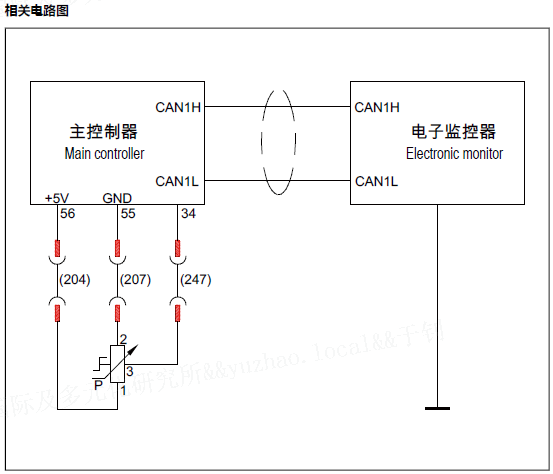 相关电路图
CAN1H
CAN1H
主控制器
电子监控器
Main controller
Electronic monitor
CAN1L
CAN1L
+5V
GND
56
55
34
(204)
(207)
(247)
2
3
P
1